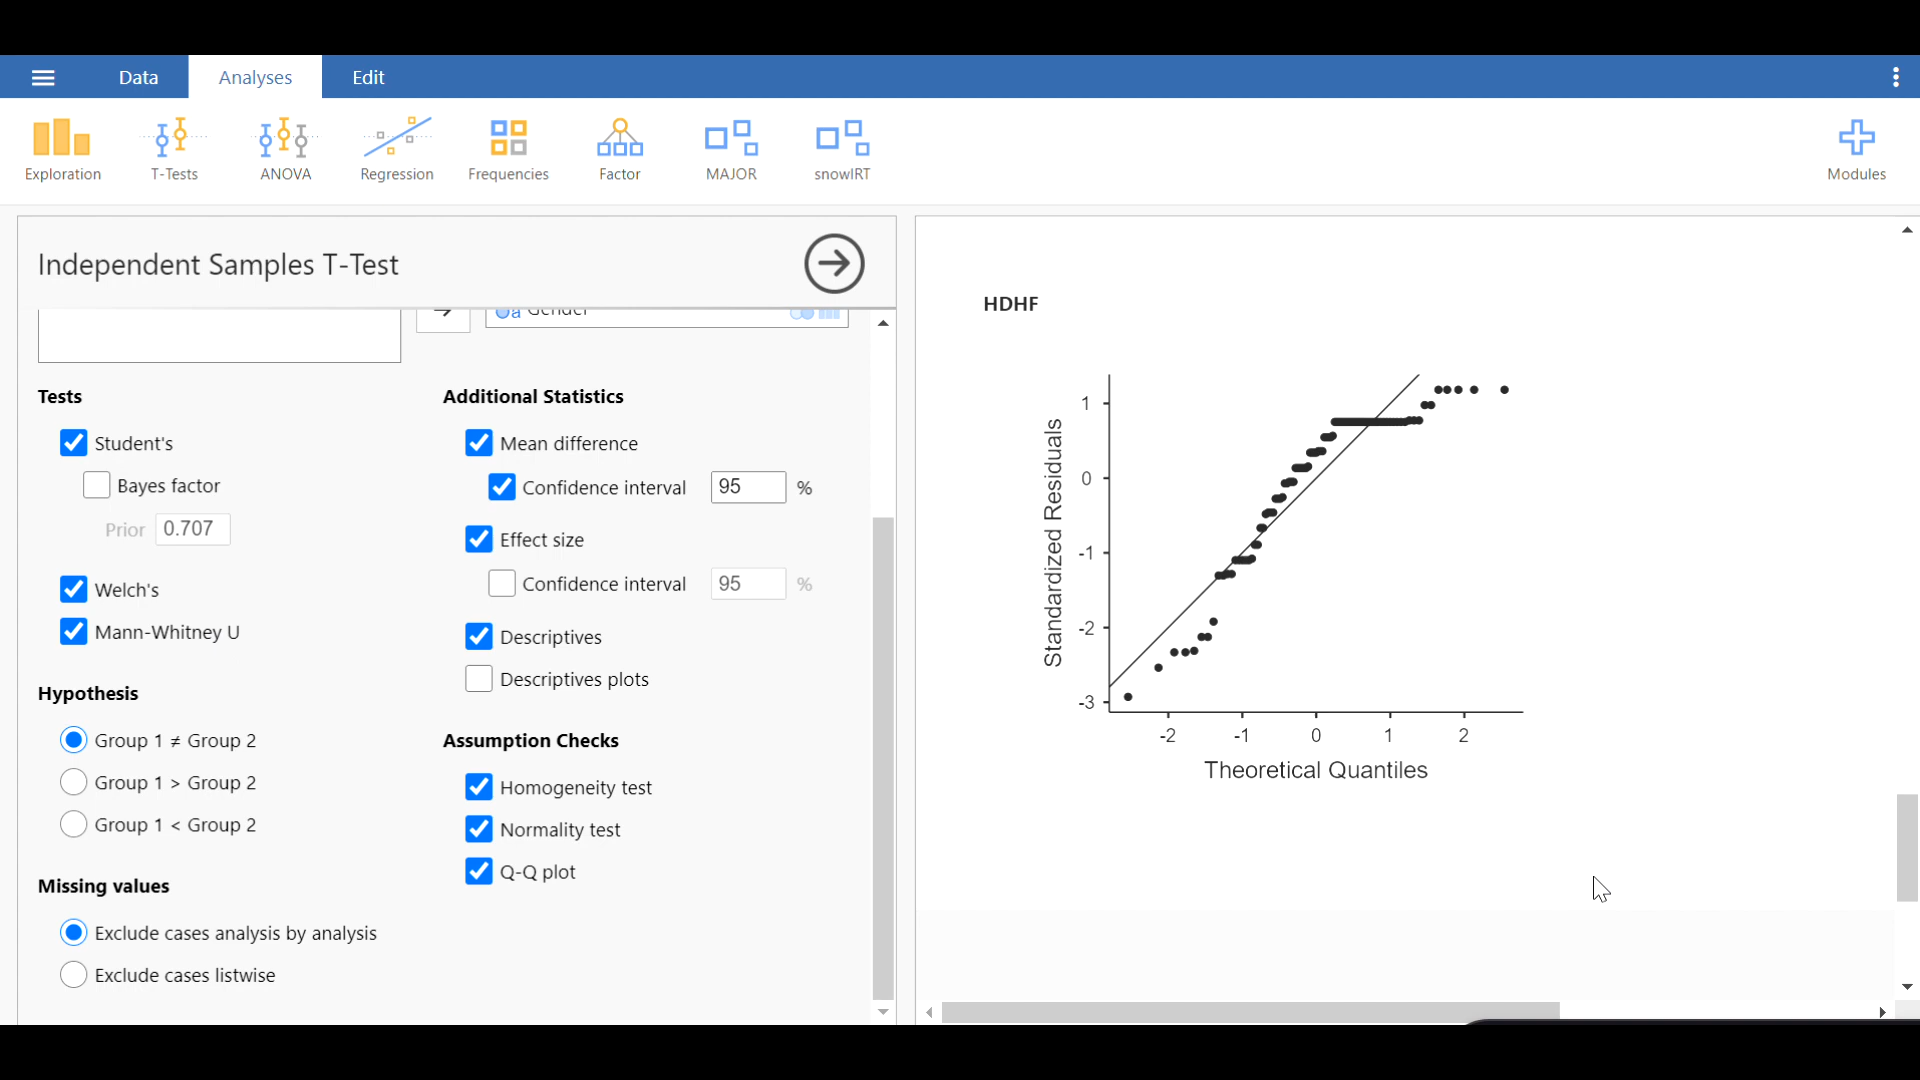 Data Analyses Edit
Exploration T-Tests ANOVA Regression Frequencies Factor MAJOR snowIRT Modules
Independent Samples T-Test
a Gender
Tests
Student's
Bayes factor
Prior 0.707
Welch's
Mann-Whitney U
Hypothesis
Group 1 ≠ Group 2
Group 1 > Group 2
Group 1 < Group 2
Missing values
Exclude cases analysis by analysis
Exclude cases listwise
Additional Statistics
Mean difference
Confidence interval 95 %
Effect size
Confidence interval 95 %
Descriptives
Descriptives plots
Assumption Checks
Homogeneity test
Normality test
Q-Q plot
HDHF
Standardized Residuals
1
0
-1
-2
-3
-2 -1 0 1 2
Theoretical Quantiles